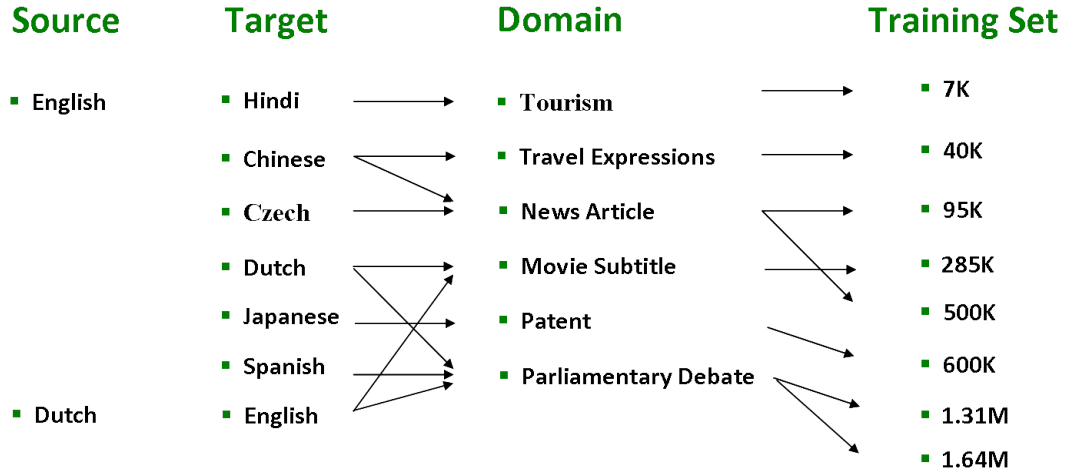 Source Target Domain Training Set
▪ English ▪ Hindi ▪ Tourism ▪ 7K
▪ Chinese ▪ Travel Expressions ▪ 40K
▪ Czech ▪ News Article ▪ 95K
▪ Dutch ▪ Movie Subtitle ▪ 285K
▪ Japanese ▪ Patent ▪ 500K
▪ Spanish ▪ Parliamentary Debate ▪ 600K
▪ Dutch ▪ English ▪ 1.31M
▪ 1.64M